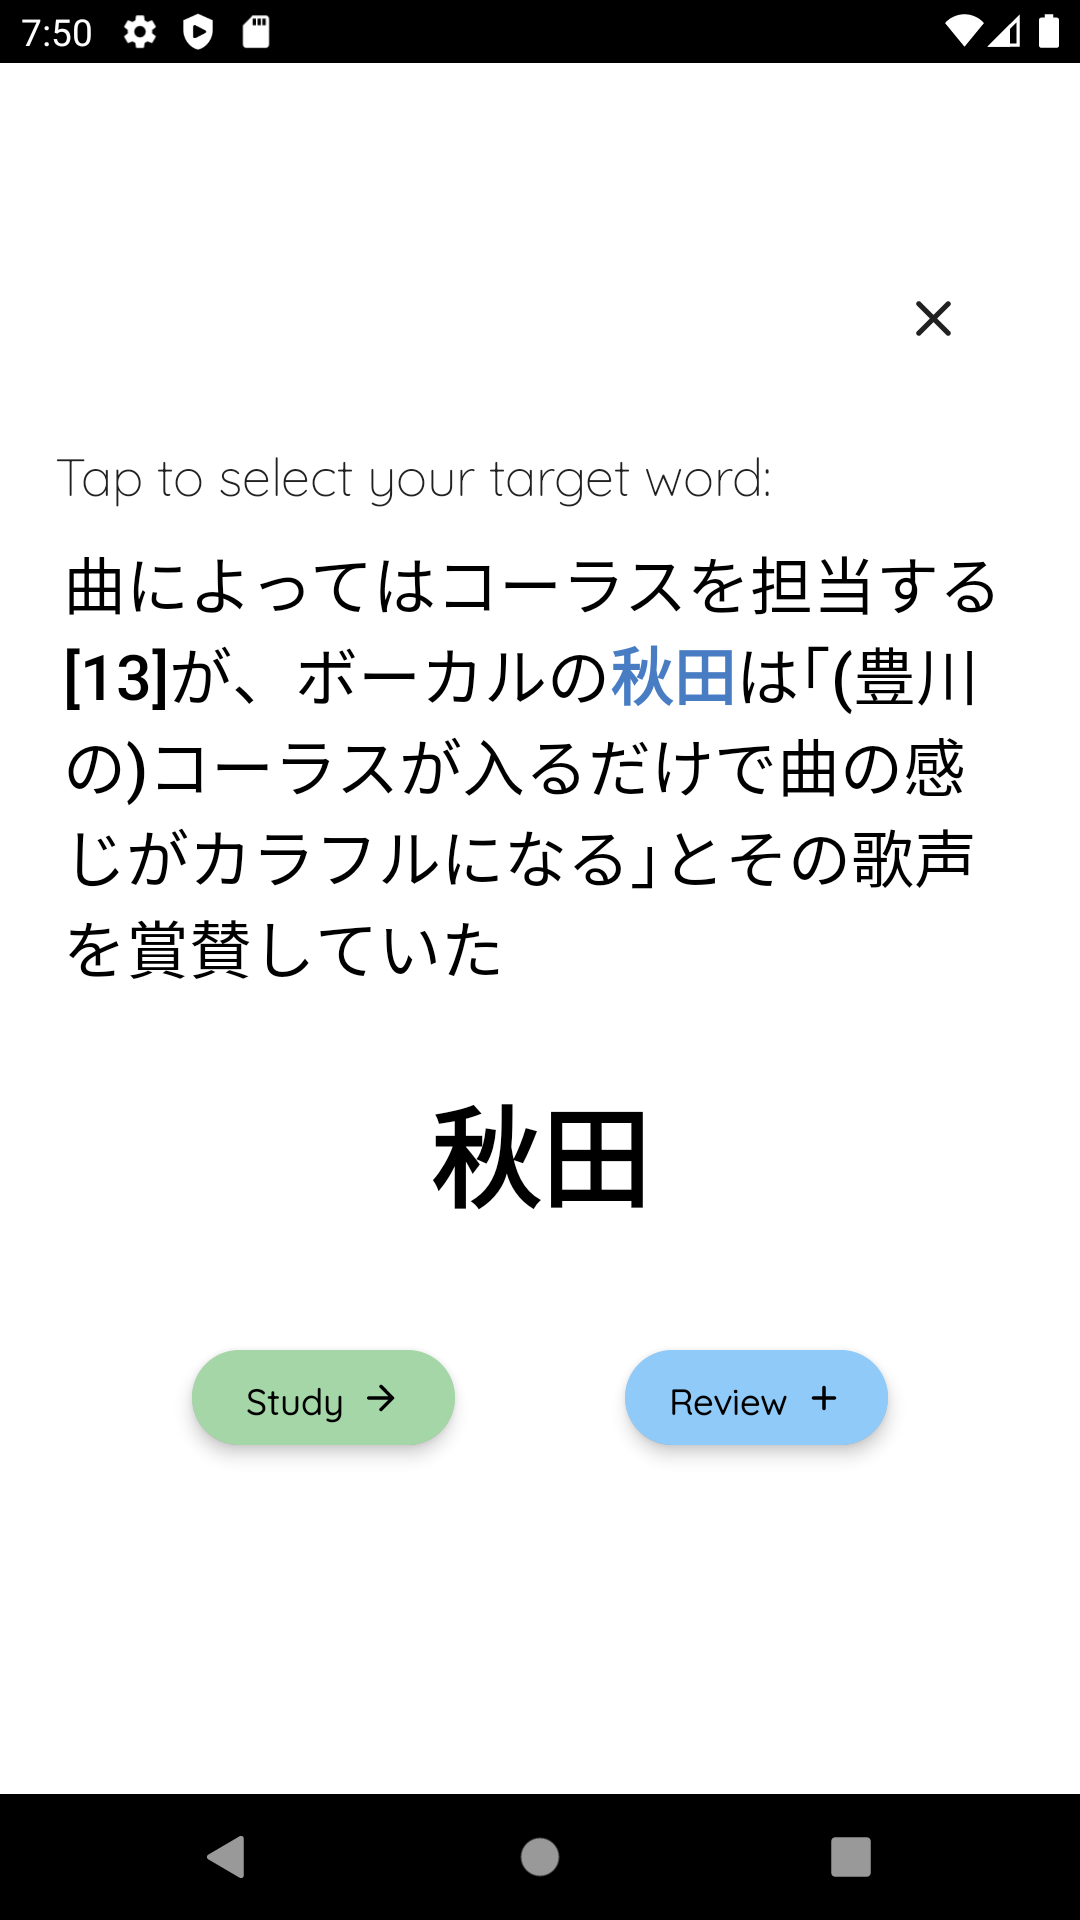 7:50
Tap to select your target word:
曲によってはコーラスを担当する
[13]が、ボーカルの秋田は｢(豊川
の)コーラスが入るだけで曲の感
じがカラフルになる｣とその歌声
を賞賛していた
秋田
Study
Review